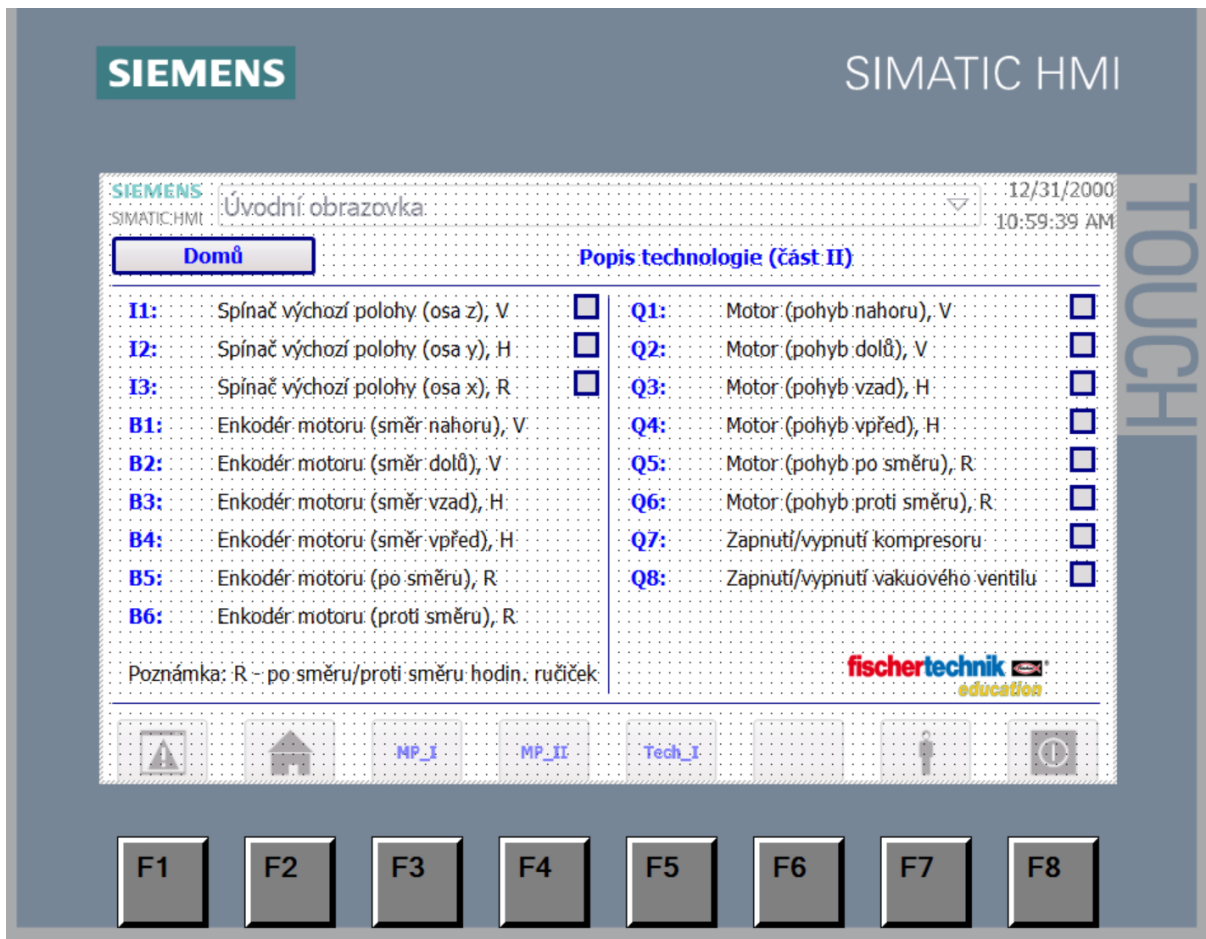 SIEMENS
SIMATIC HMI
TOUCH
SIEMENS
SIMATIC HMI
Úvodní obrazovka
12/31/2000
10:59:39 AM
Domů
Popis technologie (část II)
I1: Spínač výchozí polohy (osa z), V
I2: Spínač výchozí polohy (osa y), H
I3: Spínač výchozí polohy (osa x), R
B1: Enkodér motoru (směr nahoru), V
B2: Enkodér motoru (směr dolů), V
B3: Enkodér motoru (směr vzad), H
B4: Enkodér motoru (směr vpřed), H
B5: Enkodér motoru (po směru), R
B6: Enkodér motoru (proti směru), R
Poznámka: R - po směru/proti směru hodin. ručiček
Q1: Motor (pohyb nahoru), V
Q2: Motor (pohyb dolů), V
Q3: Motor (pohyb vzad), H
Q4: Motor (pohyb vpřed), H
Q5: Motor (pohyb po směru), R
Q6: Motor (pohyb proti směru), R
Q7: Zapnutí/vypnutí kompresoru
Q8: Zapnutí/vypnutí vakuového ventilu
fischertechnik
education
MP_I MP_II Tech_I
F1 F2 F3 F4 F5 F6 F7 F8